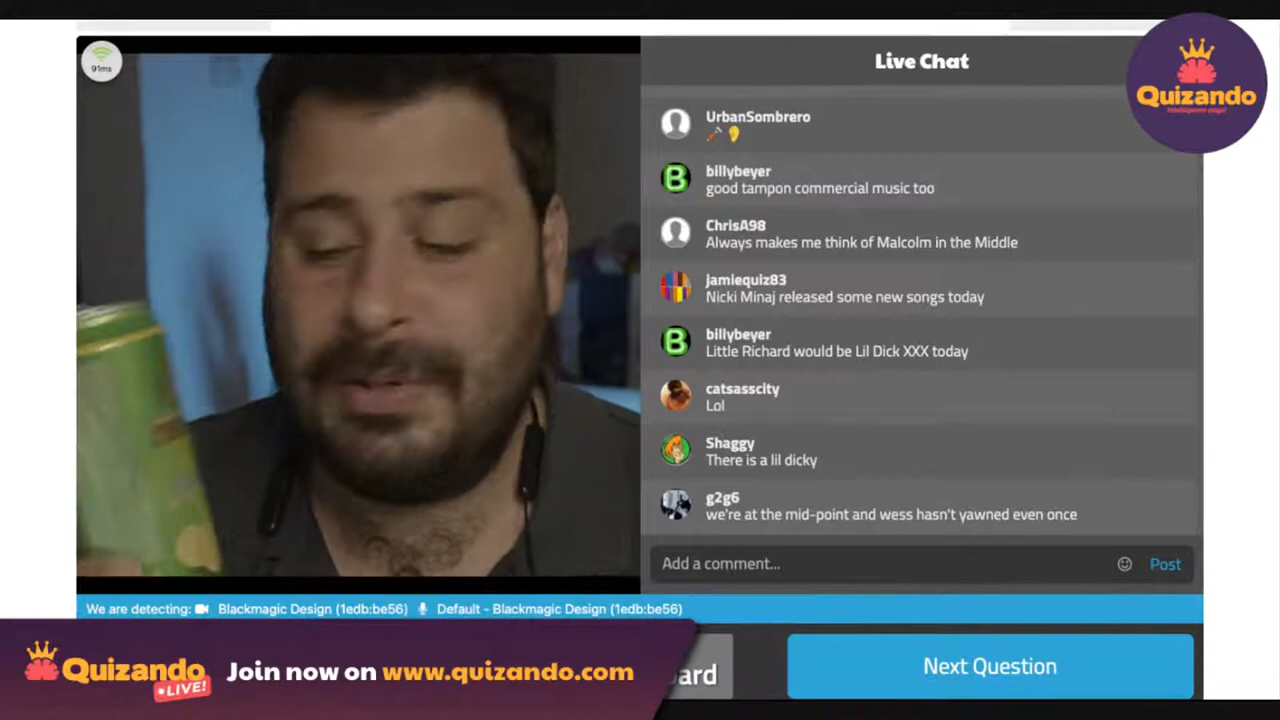 91ms
Live Chat
Quizando
UrbanSombrero
billybeyer
good tampon commercial music too
ChrisA98
Always makes me think of Malcolm in the Middle
jamiequiz83
Nicki Minaj released some new songs today
billybeyer
Little Richard would be Lil Dick XXX today
catsasscity
Lol
Shaggy
There is a lil dicky
g2g6
we're at the mid-point and wess hasn't yawned even once
Add a comment...
Post
We are detecting: Blackmagic Design (1edb:be56) Default - Blackmagic Design (1edb:be56)
Quizando
LIVE!
Join now on www.quizando.com
ard
Next Question